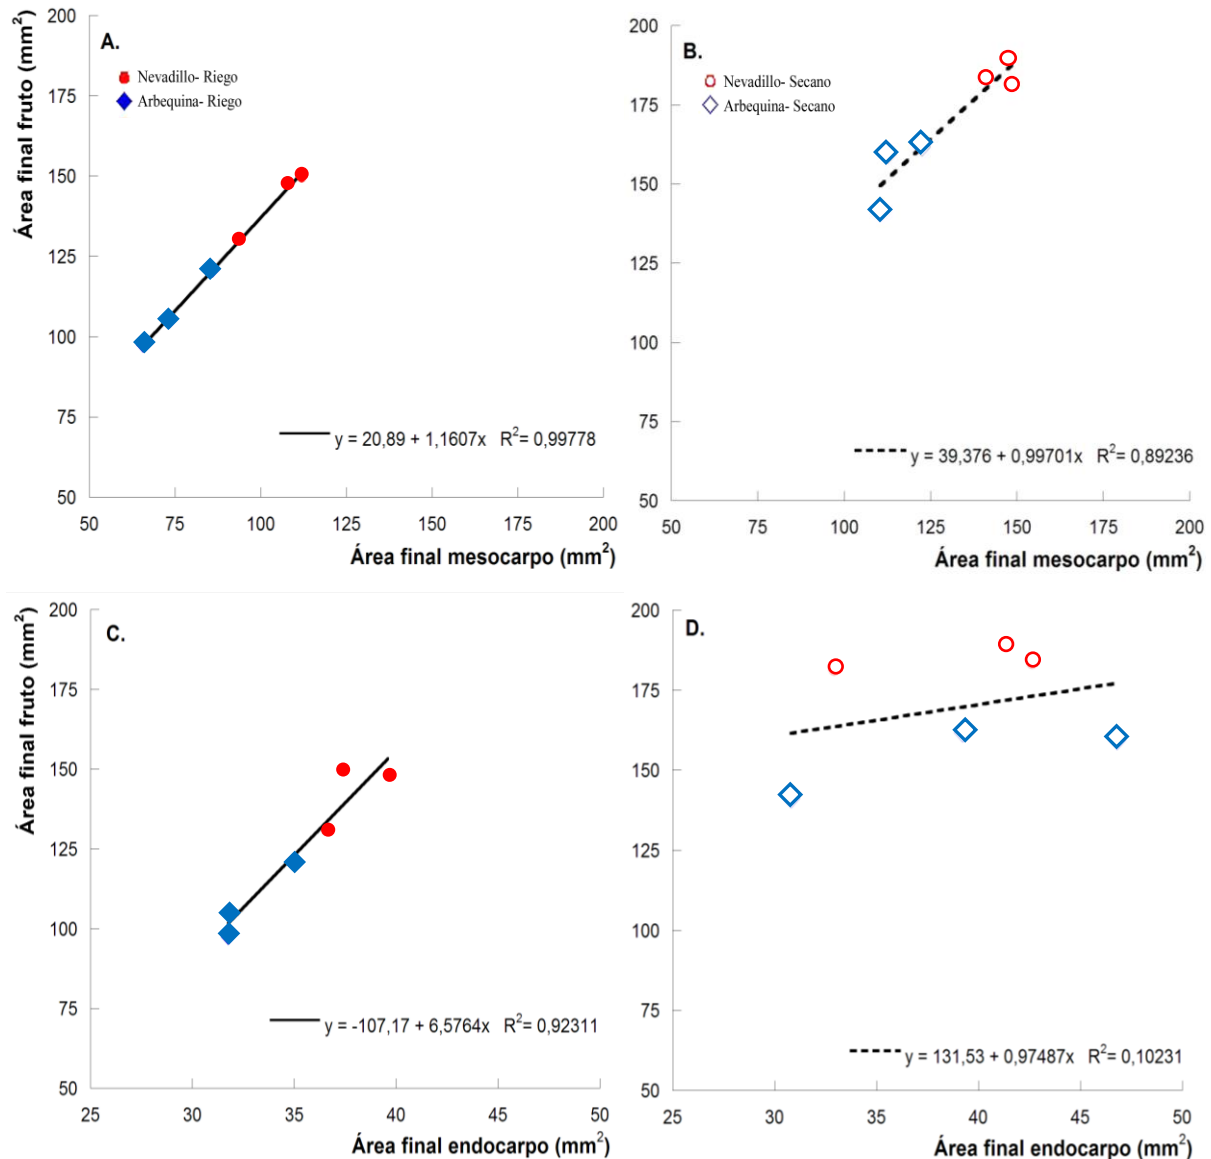 A.
Nevadillo- Riego
Arbequina- Riego
Área final fruto (mm²)
200
175
150
125
100
75
50
y = 20,89 + 1,1607x R²= 0,99778
50 75 100 125 150 175 200
Área final mesocarpo (mm²)
B.
Nevadillo- Secano
Arbequina- Secano
200
175
150
125
100
75
50
y = 39,376 + 0,99701x R²= 0,89236
50 75 100 125 150 175 200
Área final mesocarpo (mm²)
C.
Área final fruto (mm²)
200
175
150
125
100
75
50
y = -107,17 + 6,5764x R²= 0,92311
25 30 35 40 45 50
Área final endocarpo (mm²)
D.
200
175
150
125
100
75
50
y = 131,53 + 0,97487x R²= 0,10231
25 30 35 40 45 50
Área final endocarpo (mm²)